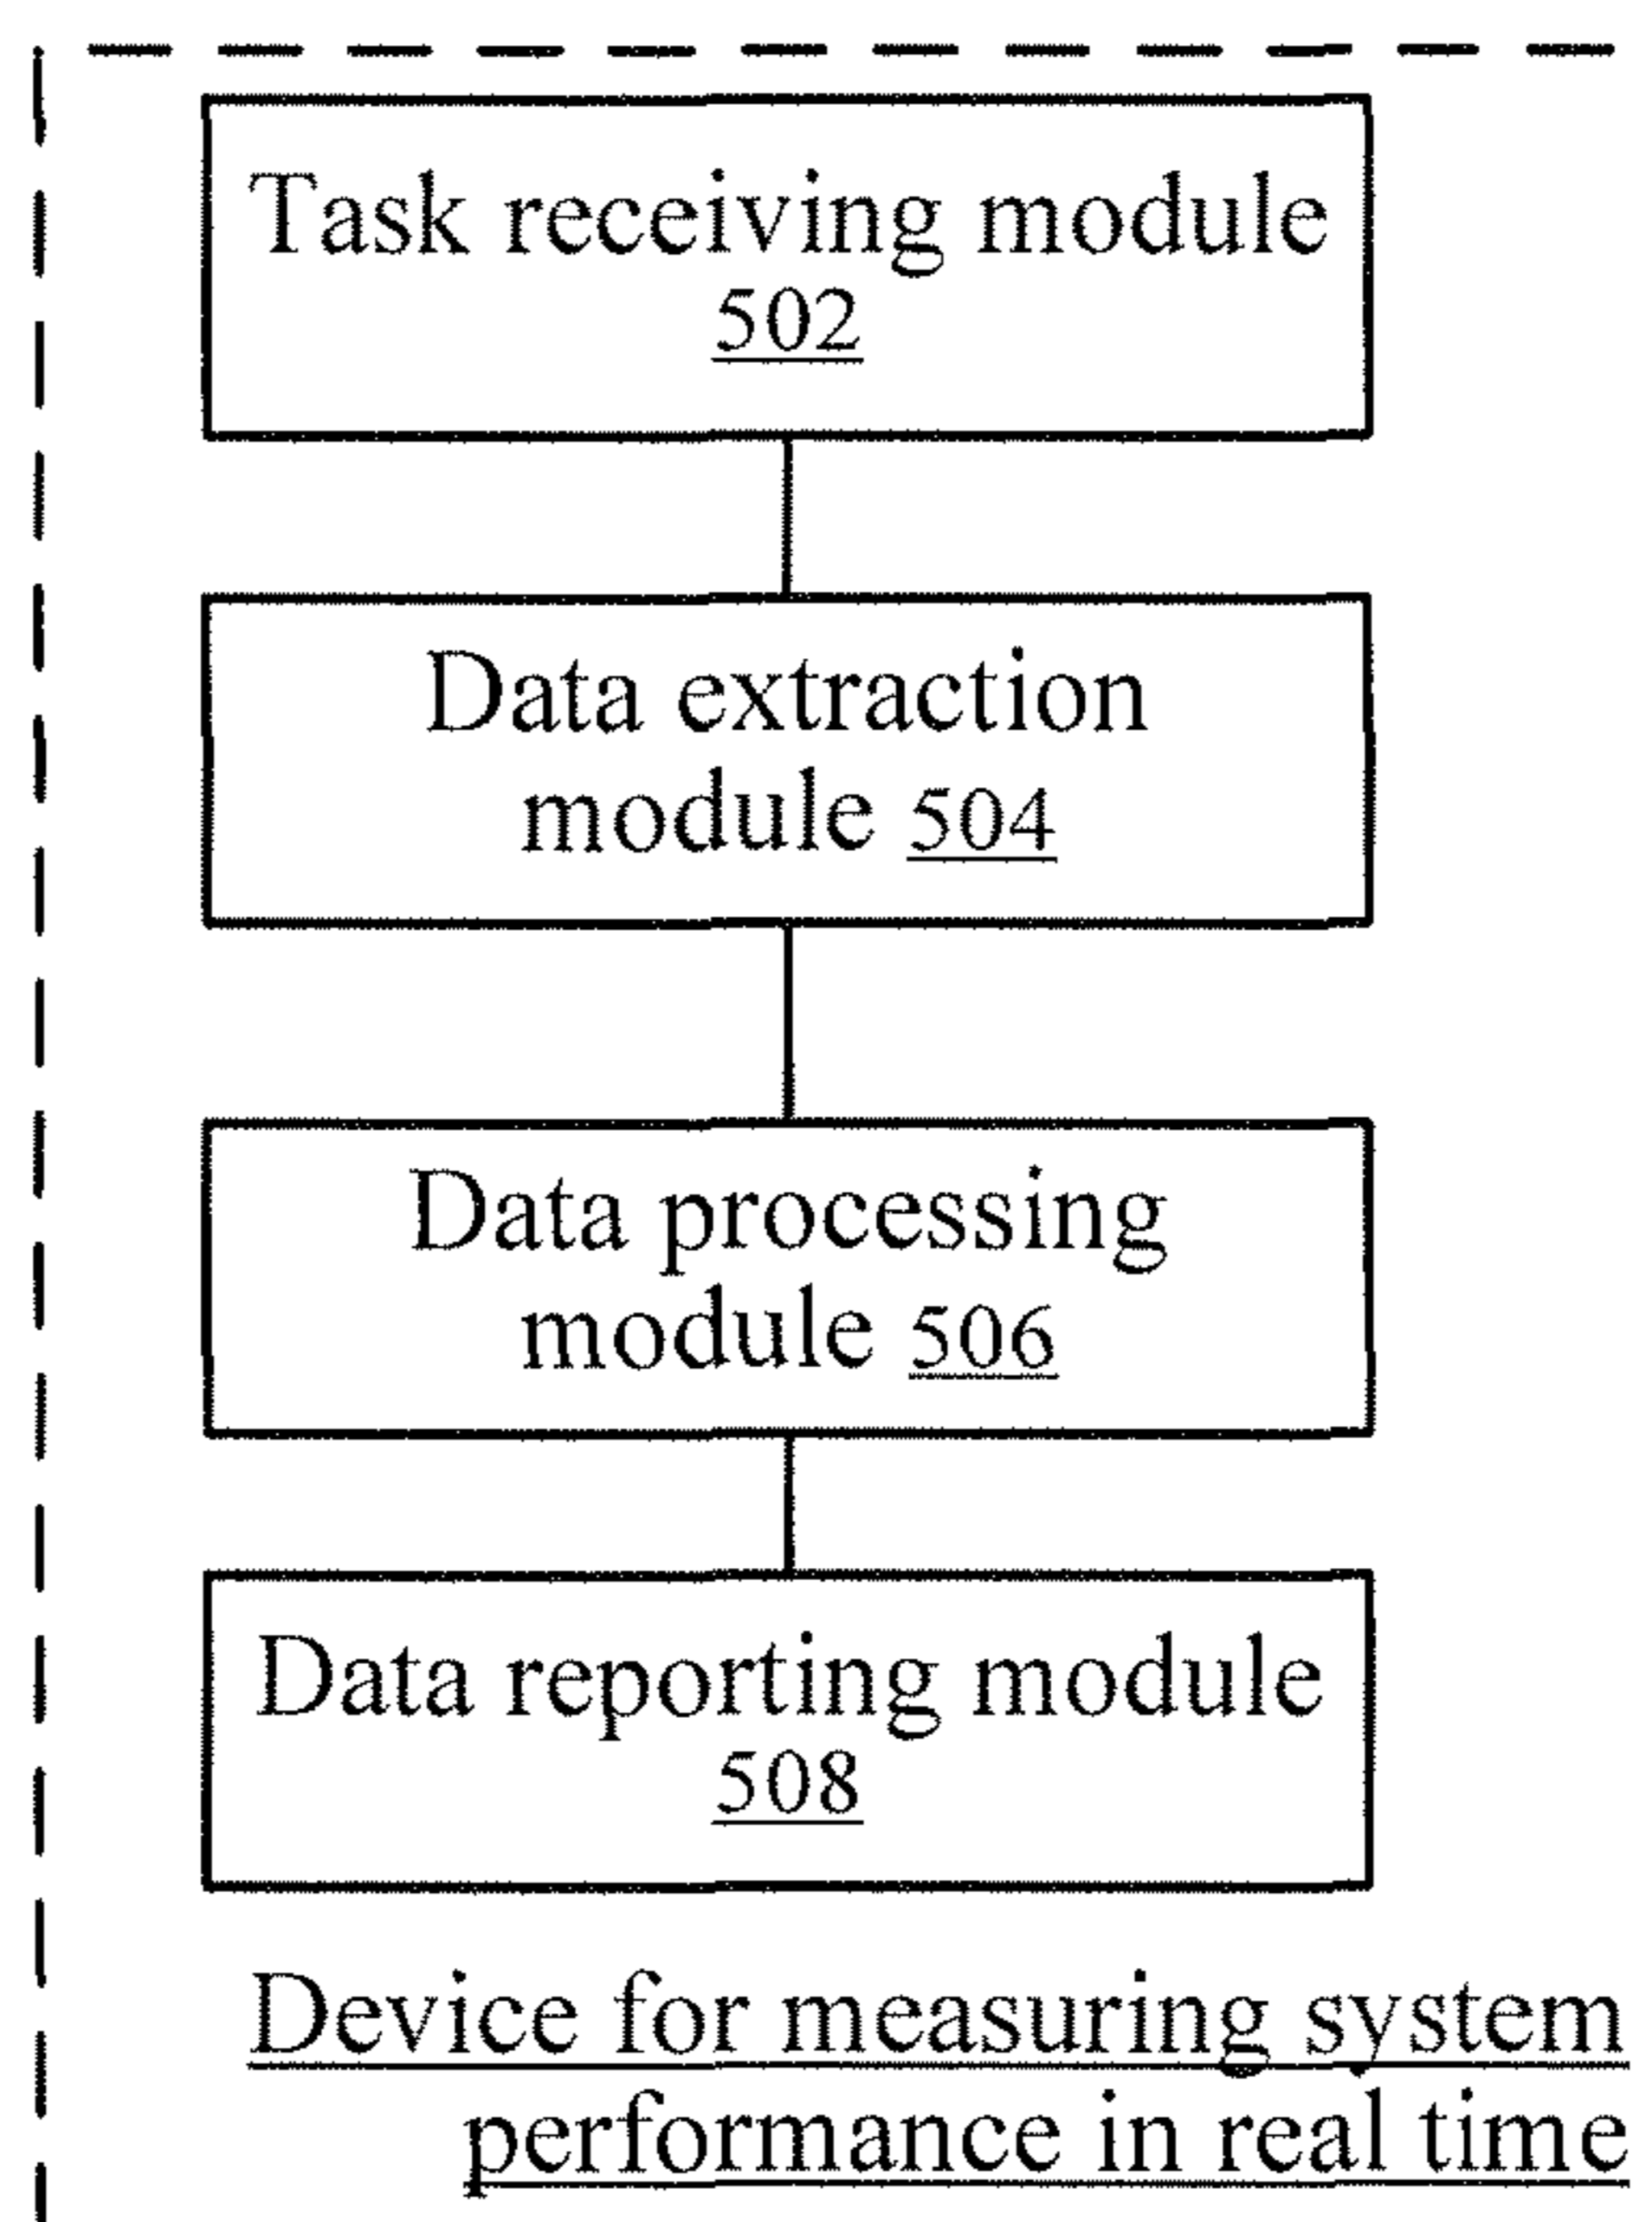 Task receiving module
502
Data extraction
module 504
Data processing
module 506
Data reporting module
508
Device for measuring system
performance in real time